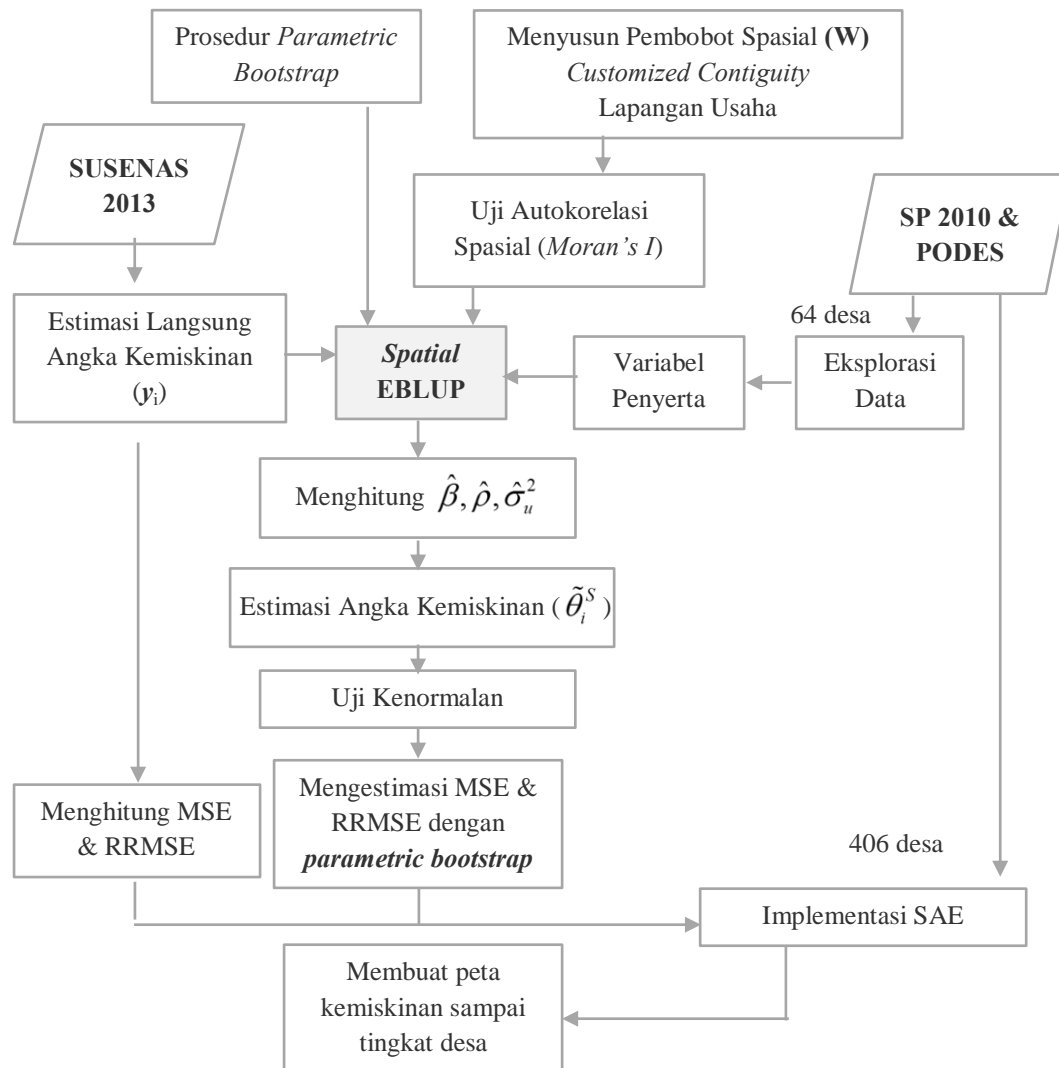 Prosedur Parametric
Bootstrap
Menyusun Pembobot Spasial (W)
Customized Contiguity
Lapangan Usaha
SUSENAS
2013
Uji Autokorelasi
Spasial (Moran's I)
SP 2010 &
PODES
Estimasi Langsung
Angka Kemiskinan
(yᵢ)
Spatial
EBLUP
Variabel
Penyerta
64 desa
Eksplorasi
Data
Menghitung β̂, ρ̂, σ̂ᵤ²
Estimasi Angka Kemiskinan ( θ̃ᵢˢ )
Uji Kenormalan
Menghitung MSE
& RRMSE
Mengestimasi MSE &
RRMSE dengan
parametric bootstrap
406 desa
Implementasi SAE
Membuat peta
kemiskinan sampai
tingkat desa